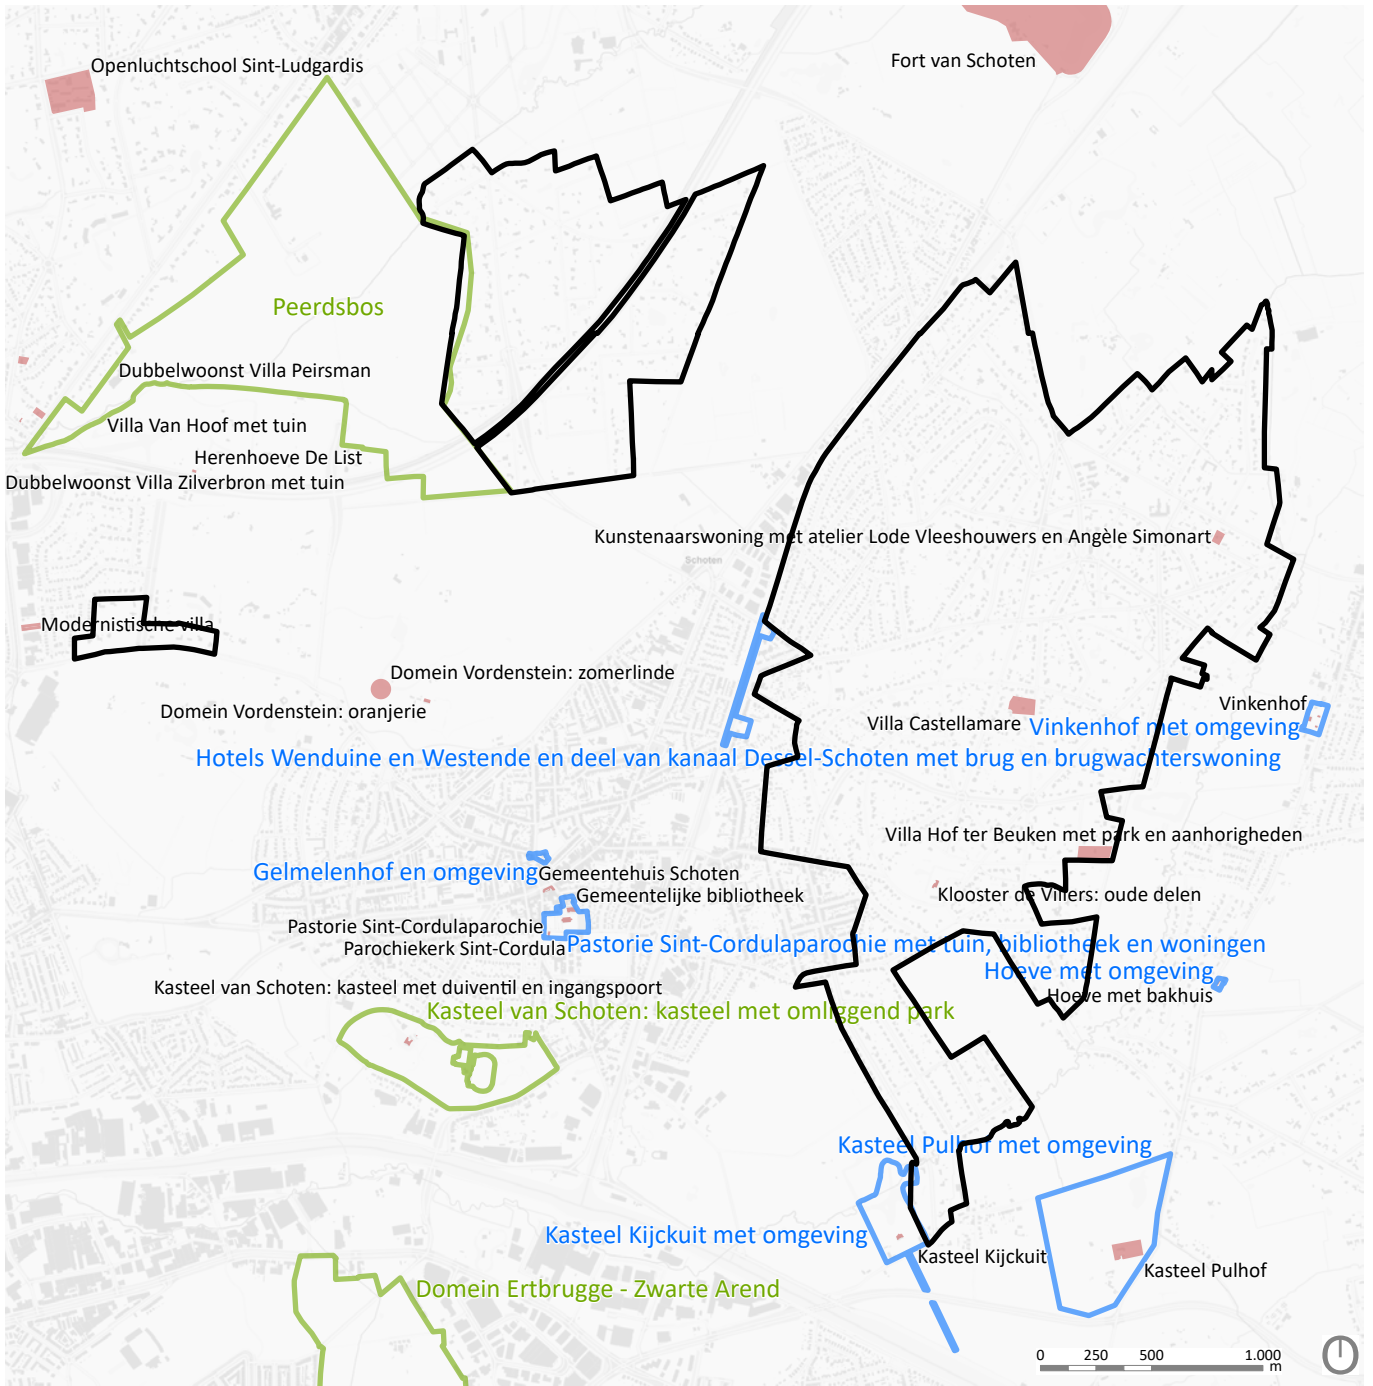 Fort van Schoten
Openluchtschool Sint-Ludgardis
Peerdsbos
Dubbelwoonst Villa Peirsman
Villa Van Hoof met tuin
Herenhoeve De List
Dubbelwoonst Villa Zilverbron met tuin
Kunstenaarswoning met atelier Lode Vleeshouwers en Angèle Simonart
Schoten
Modernistische villa
Domein Vordenstein: zomerlinde
Domein Vordenstein: oranjerie
Vinkenhof
Villa Castellamare
Vinkenhof met omgeving
Hotels Wenduine en Westende en deel van kanaal Dessel-Schoten met brug en brugwachterswoning
Villa Hof ter Beuken met park en aanhorigheden
Gelmelenhof en omgeving
Gemeentehuis Schoten
Gemeentelijke bibliotheek
Klooster de Villers: oude delen
Pastorie Sint-Cordulaparochie
Parochiekerk Sint-Cordula
Pastorie Sint-Cordulaparochie met tuin, bibliotheek en woningen
Hoeve met omgeving
Kasteel van Schoten: kasteel met duiventil en ingangspoort
Hoeve met bakhuis
Kasteel van Schoten: kasteel met omliggend park
Kasteel Pulhof met omgeving
Kasteel Kijckuit met omgeving
Kasteel Kijckuit
Kasteel Pulhof
Domein Ertbrugge - Zwarte Arend
0 250 500 1.000
m